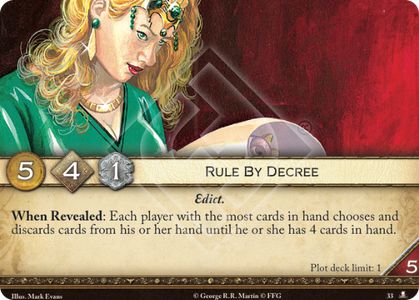 5 4 1 RULE BY DECREE
Edict.
When Revealed: Each player with the most cards in hand chooses and
discards cards from his or her hand until he or she has 4 cards in hand.
Plot deck limit: 1
5
Illus. Mark Evans © George R.R. Martin © FFG 33